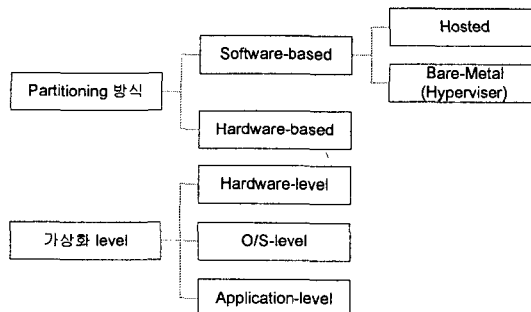 Hosted
Software-based
Bare-Metal
(Hyperviser)
Partitioning 방식
Hardware-based
Hardware-level
가상화 level
O/S-level
Application-level